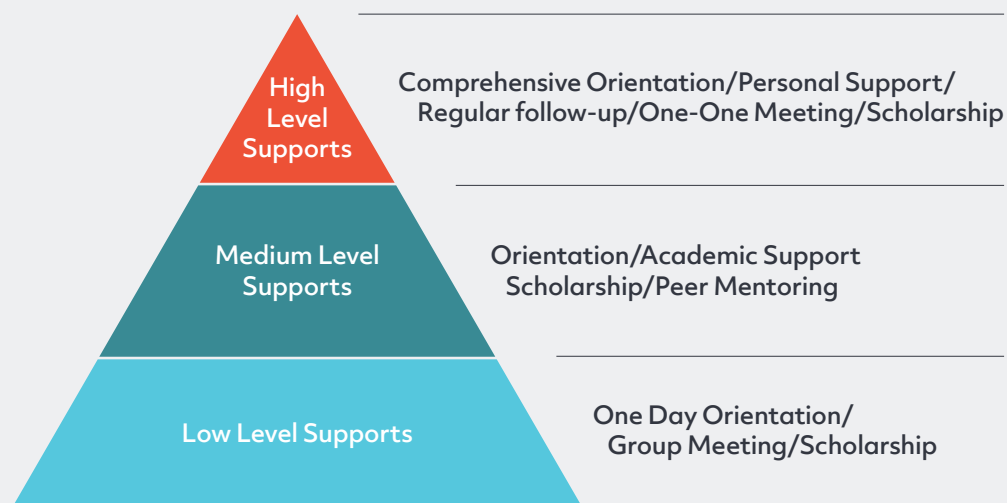 High
Level
Supports
Comprehensive Orientation/Personal Support/
Regular follow-up/One-One Meeting/Scholarship
Medium Level
Supports
Orientation/Academic Support
Scholarship/Peer Mentoring
Low Level Supports
One Day Orientation/
Group Meeting/Scholarship